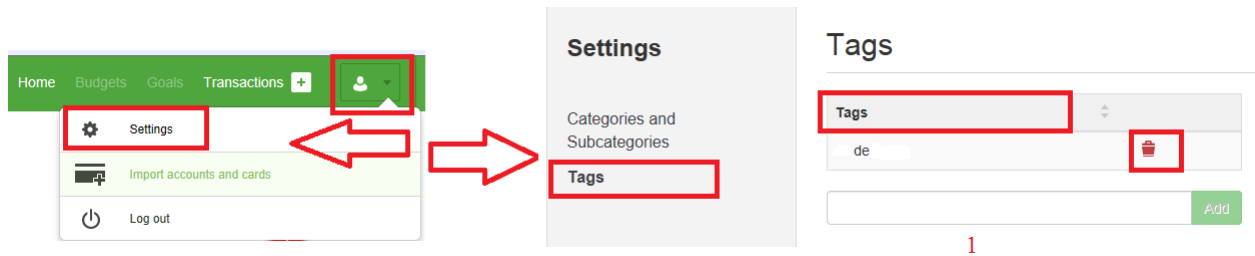 Home Budgets Goals Transactions +
Settings
Import accounts and cards
Log out
Settings
Categories and
Subcategories
Tags
Tags
Tags
de
Add
1